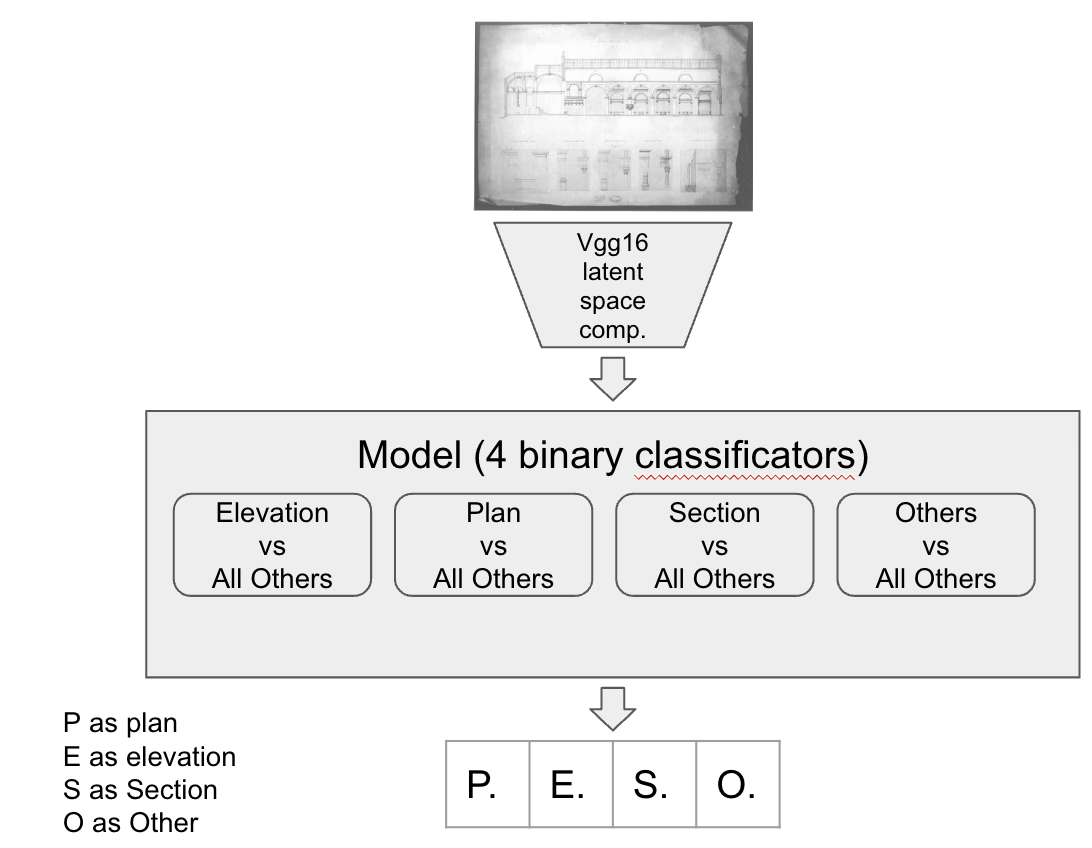 Vgg16
latent
space
comp.
Model (4 binary classificators)
Elevation
vs
All Others
Plan
vs
All Others
Section
vs
All Others
Others
vs
All Others
P as plan
E as elevation
S as Section
O as Other
P. E. S. O.